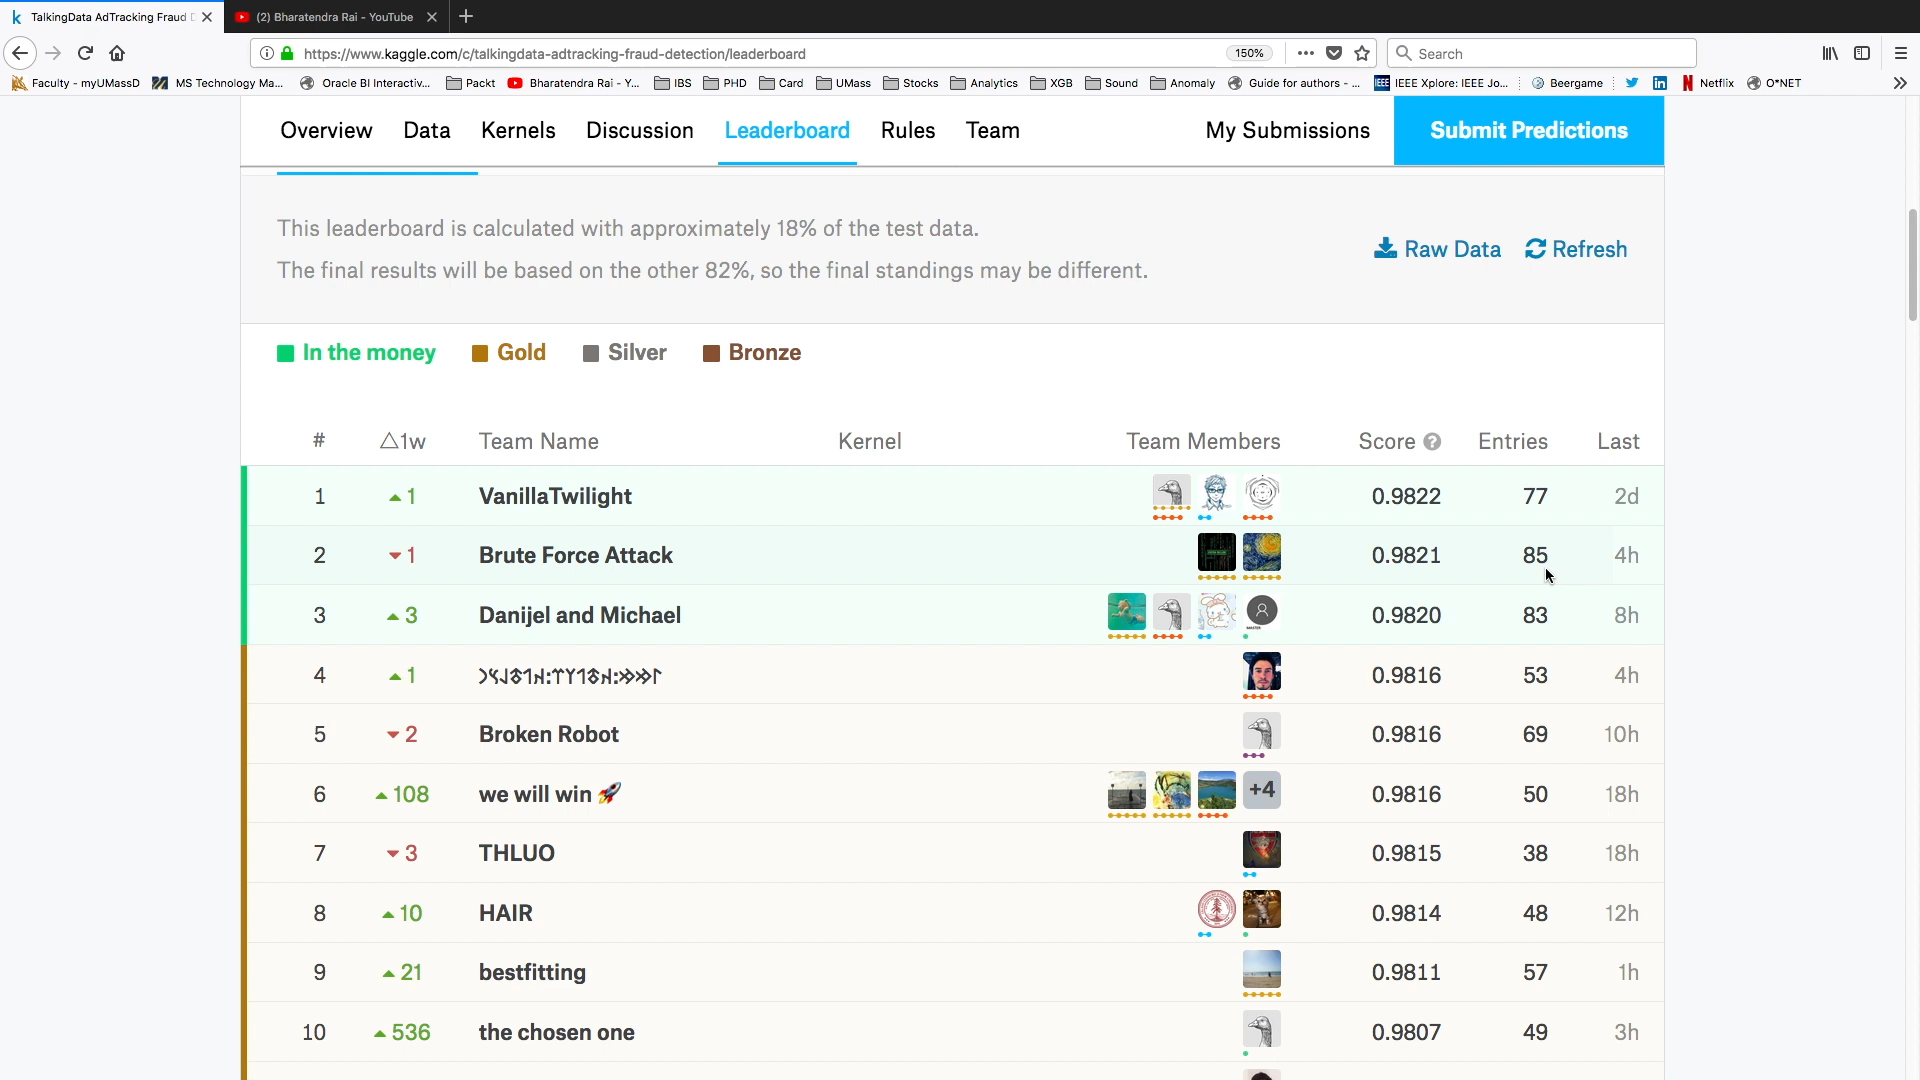 TalkingData AdTracking Fraud
(2) Bharatendra Rai - YouTube
https://www.kaggle.com/c/talkingdata-adtracking-fraud-detection/leaderboard
150%
Search
Faculty - myUMassD
MS Technology Ma...
Oracle BI Interactiv...
Packt
Bharatendra Rai - Y...
IBS
PHD
Card
UMass
Stocks
Analytics
XGB
Sound
Anomaly
Guide for authors - ...
IEEE Xplore: IEEE Jo...
Beergame
Netflix
O*NET
Overview Data Kernels Discussion Leaderboard Rules Team My Submissions Submit Predictions
This leaderboard is calculated with approximately 18% of the test data.
The final results will be based on the other 82%, so the final standings may be different.
Raw Data Refresh
In the money Gold Silver Bronze
# △1w Team Name Kernel Team Members Score Entries Last
1 1 VanillaTwilight 0.9822 77 2d
2 1 Brute Force Attack 0.9821 85 4h
3 3 Danijel and Michael 0.9820 83 8h
4 1 0.9816 53 4h
5 2 Broken Robot 0.9816 69 10h
6 108 we will win 🚀 +4 0.9816 50 18h
7 3 THLUO 0.9815 38 18h
8 10 HAIR 0.9814 48 12h
9 21 bestfitting 0.9811 57 1h
10 536 the chosen one 0.9807 49 3h